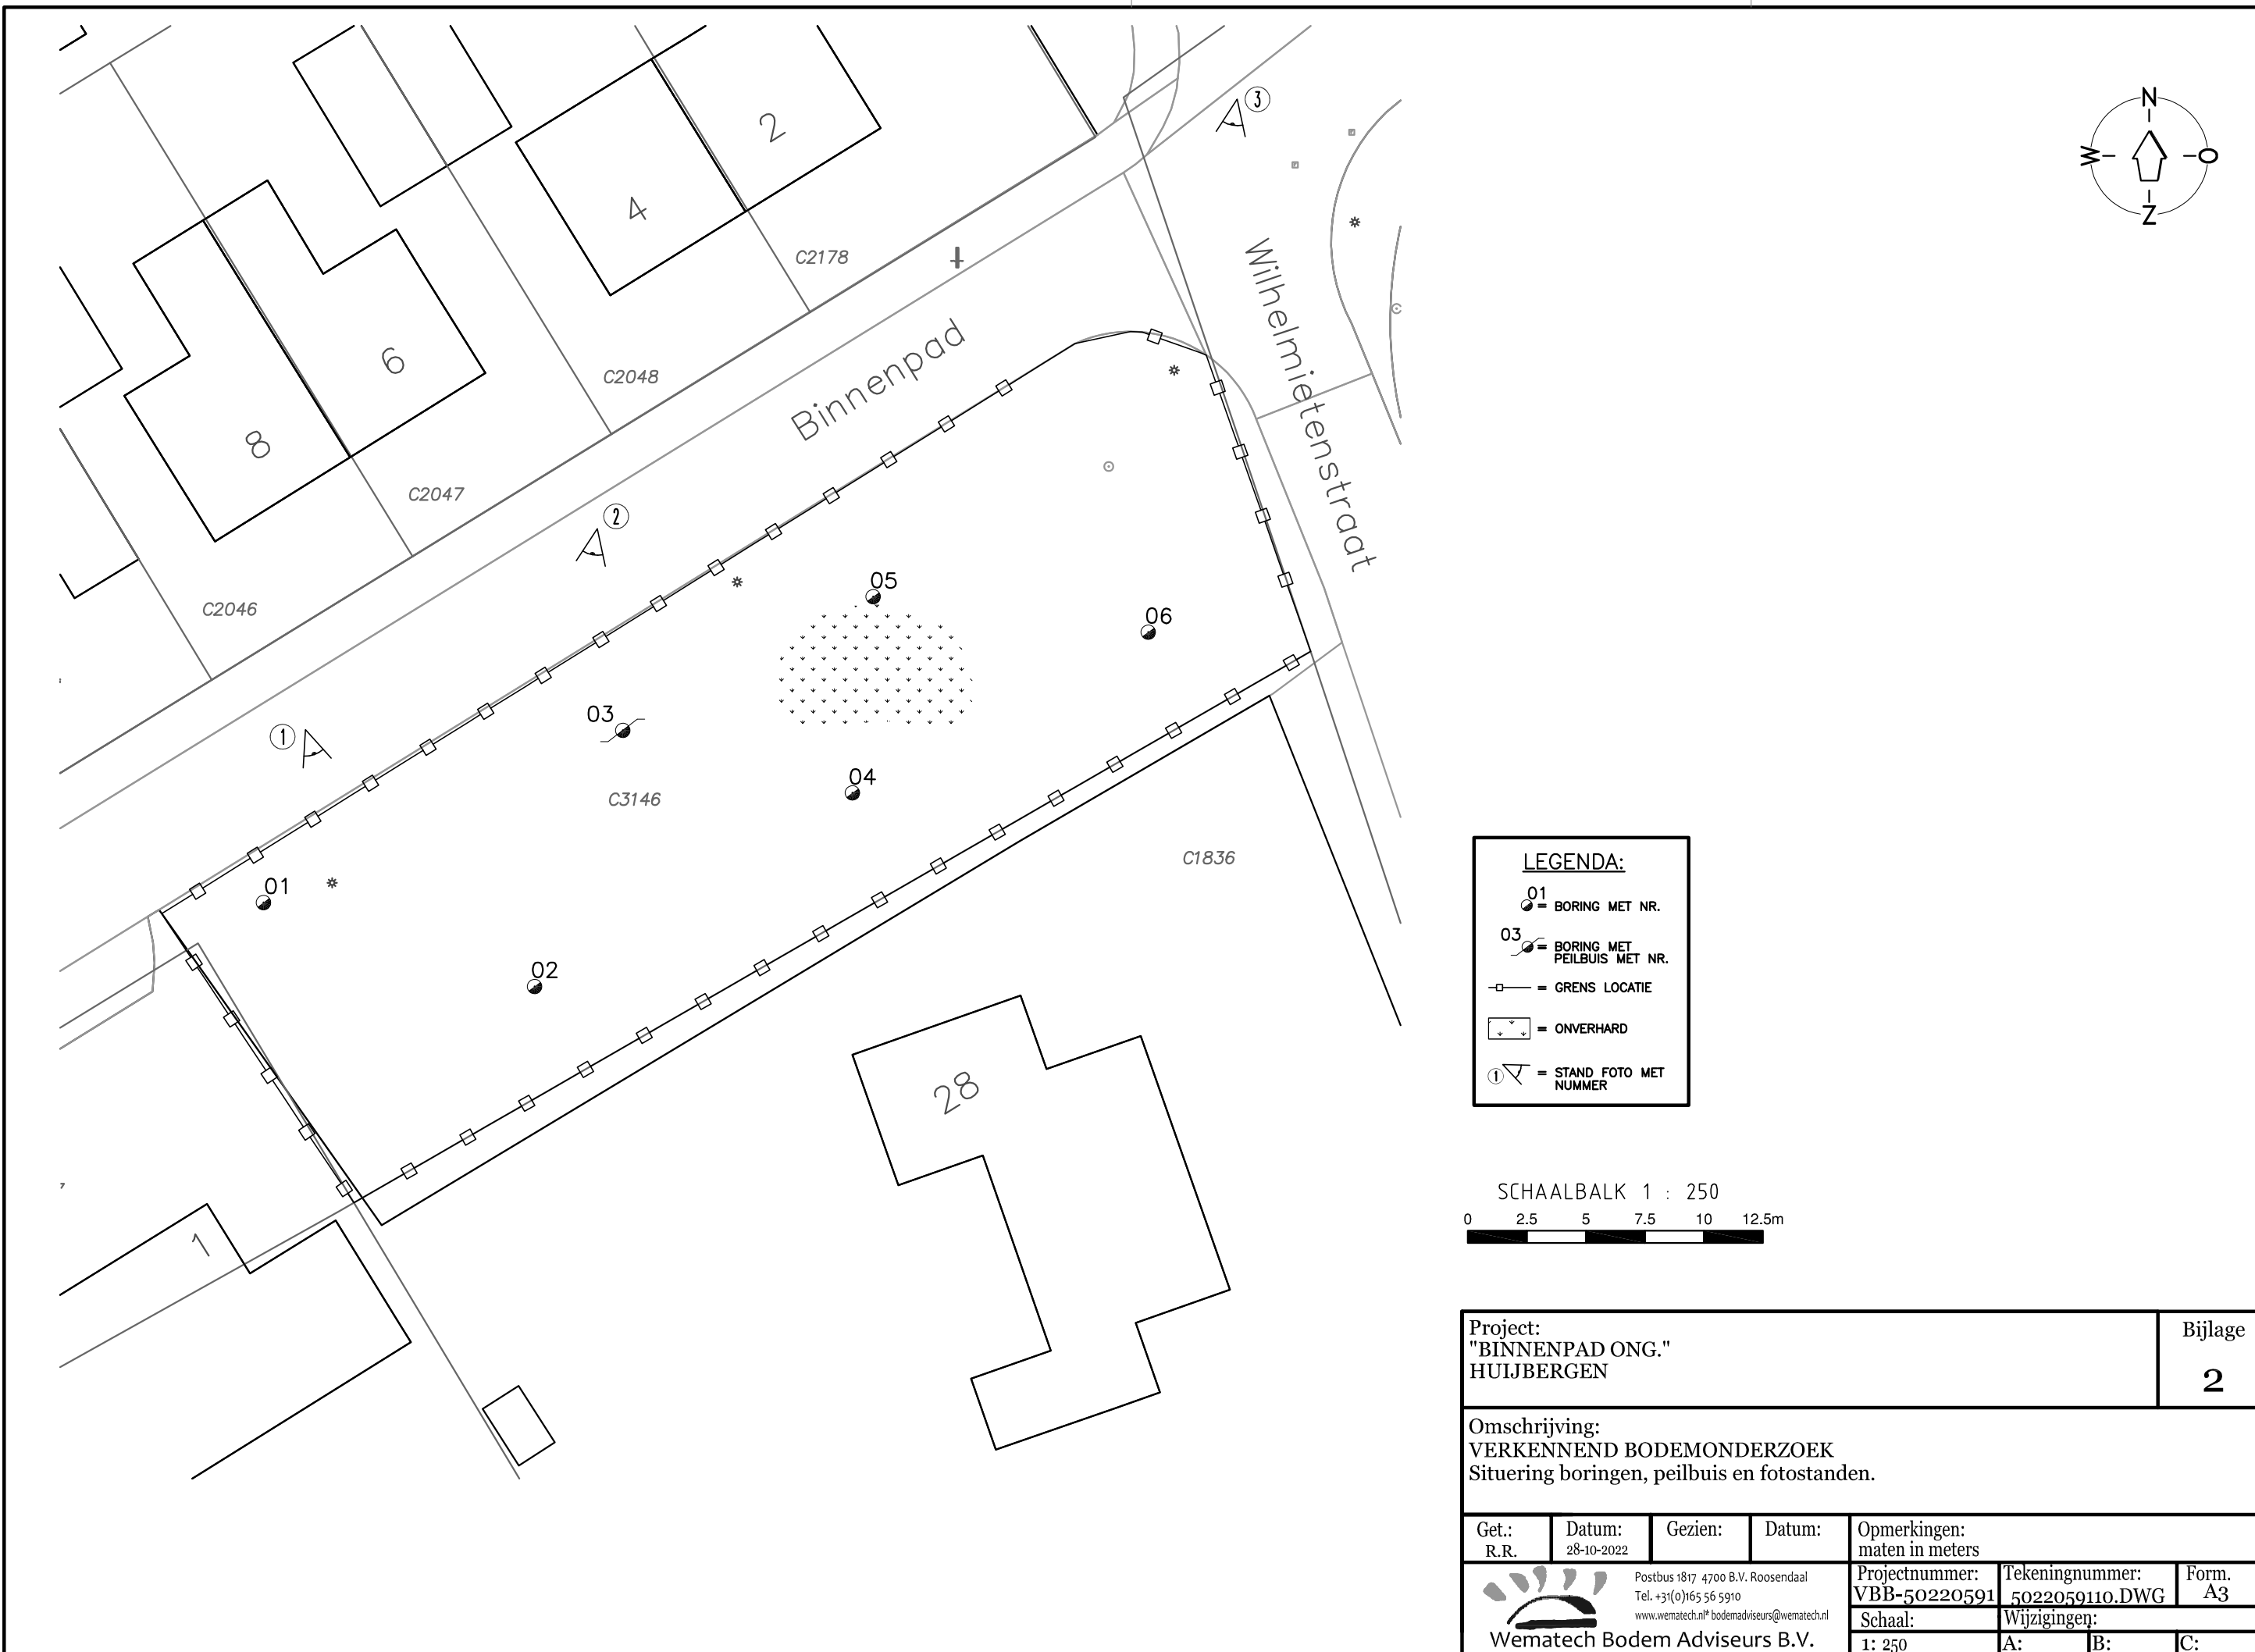 3
N
W
O
Z
2
4
C2178
Wilhelmietenstraat
6
C2048
Binnenpad
8
C2047
2
05
C2046
06
03
1
04
C3146
C1836
01
02
28
1
7
LEGENDA:
01 = BORING MET NR.
03 = BORING MET
PEILBUIS MET NR.
= GRENS LOCATIE
= ONVERHARD
1 = STAND FOTO MET
NUMMER
SCHAALBALK 1 : 250
0 2.5 5 7.5 10 12.5m
Project:
"BINNENPAD ONG."
HUIJBERGEN
Bijlage
2
Omschrijving:
VERKENNEND BODEMONDERZOEK
Situering boringen, peilbuis en fotostanden.
Get.:
R.R.
Datum:
28-10-2022
Gezien:
Datum:
Opmerkingen:
maten in meters
Postbus 1817 4700 B.V. Roosendaal
Tel. +31(0)165 56 5910
www.wematech.nl* bodemadviseurs@wematech.nl
Wematech Bodem Adviseurs B.V.
Projectnummer:
VBB-50220591
Tekeningnummer:
5022059110.DWG
Form.
A3
Schaal:
1: 250
Wijzigingen:
A: B: C: